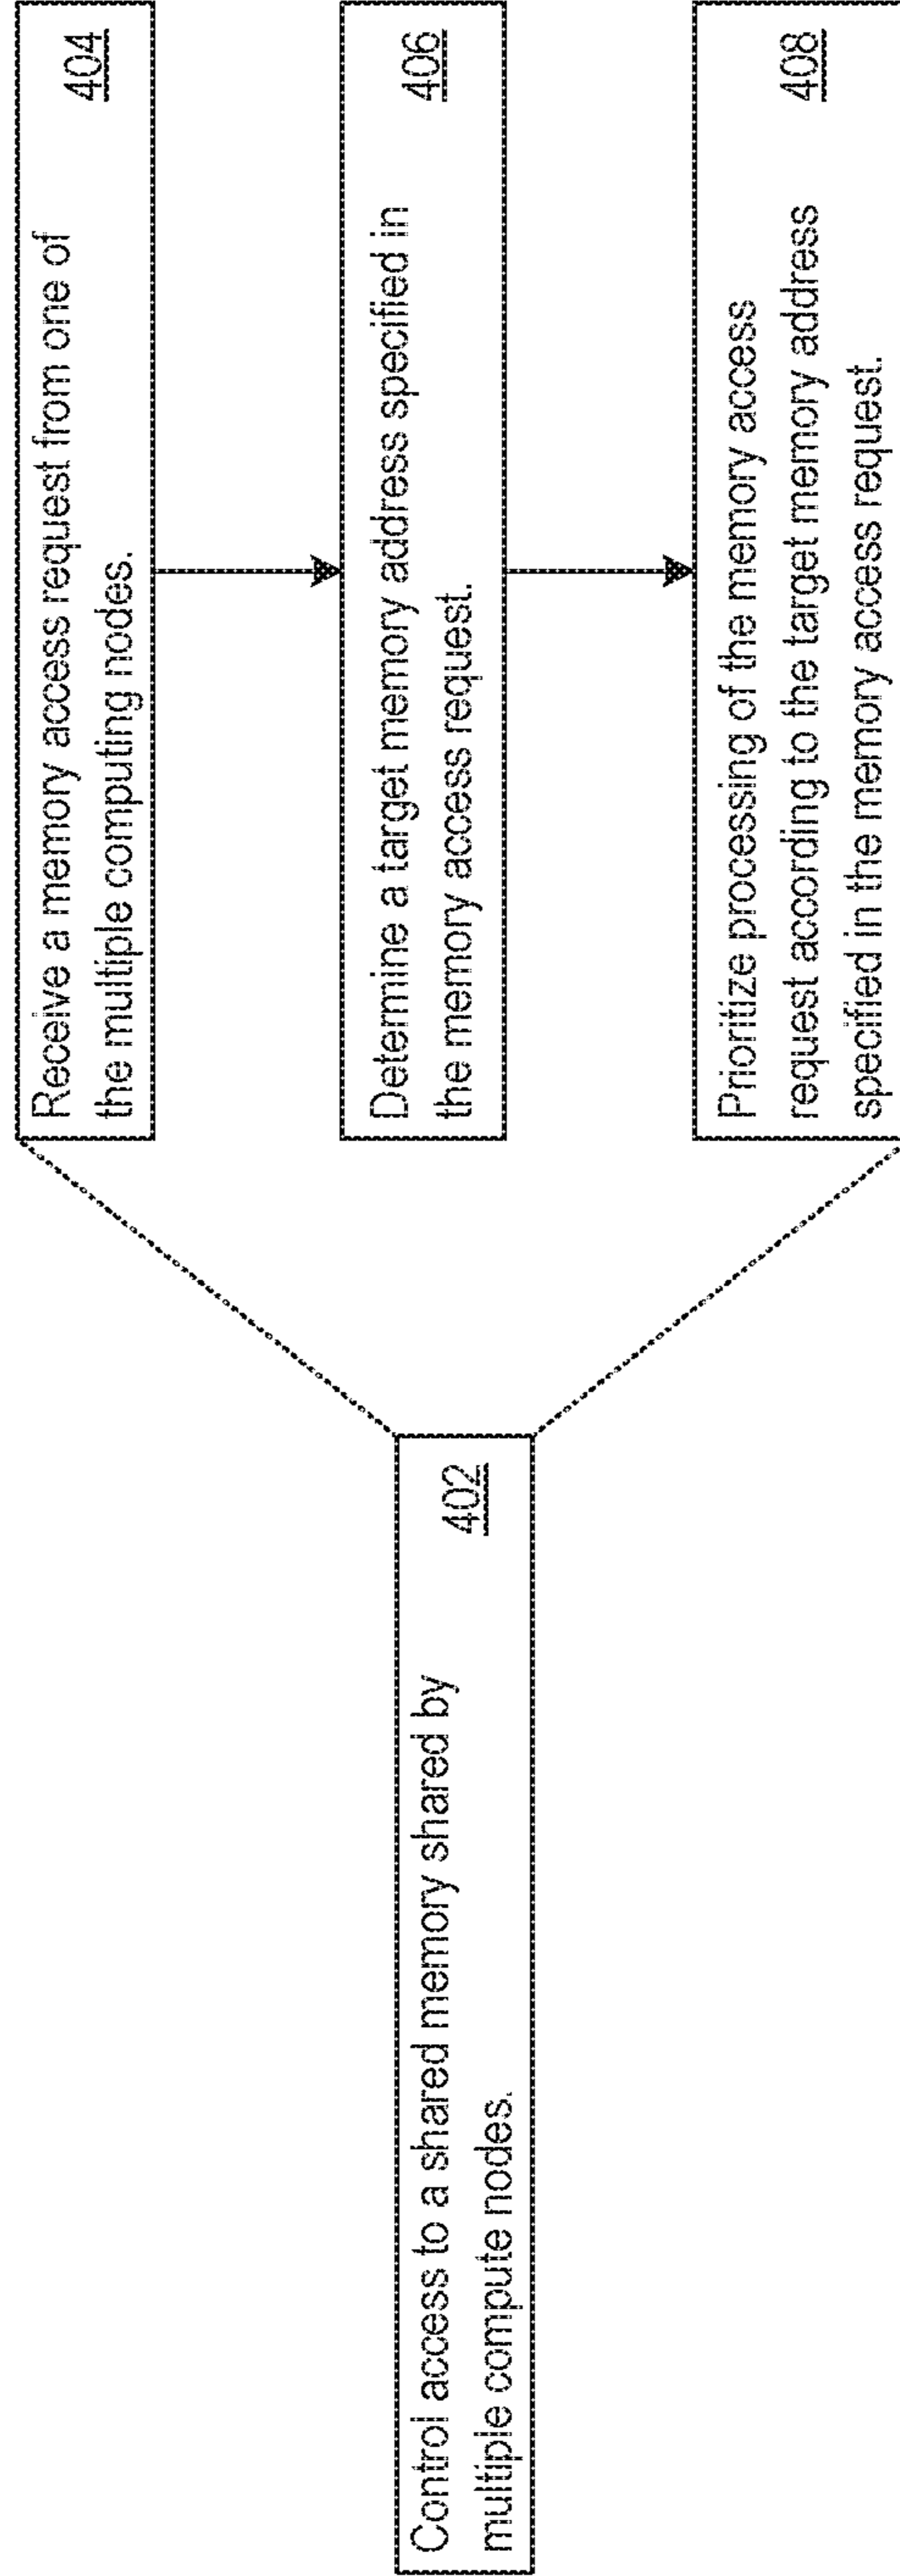 Control access to a shared memory shared by
multiple compute nodes.
402
Receive a memory access request from one of
the multiple computing nodes.
404
Determine a target memory address specified in
the memory access request.
406
Prioritize processing of the memory access
request according to the target memory address
specified in the memory access request.
408